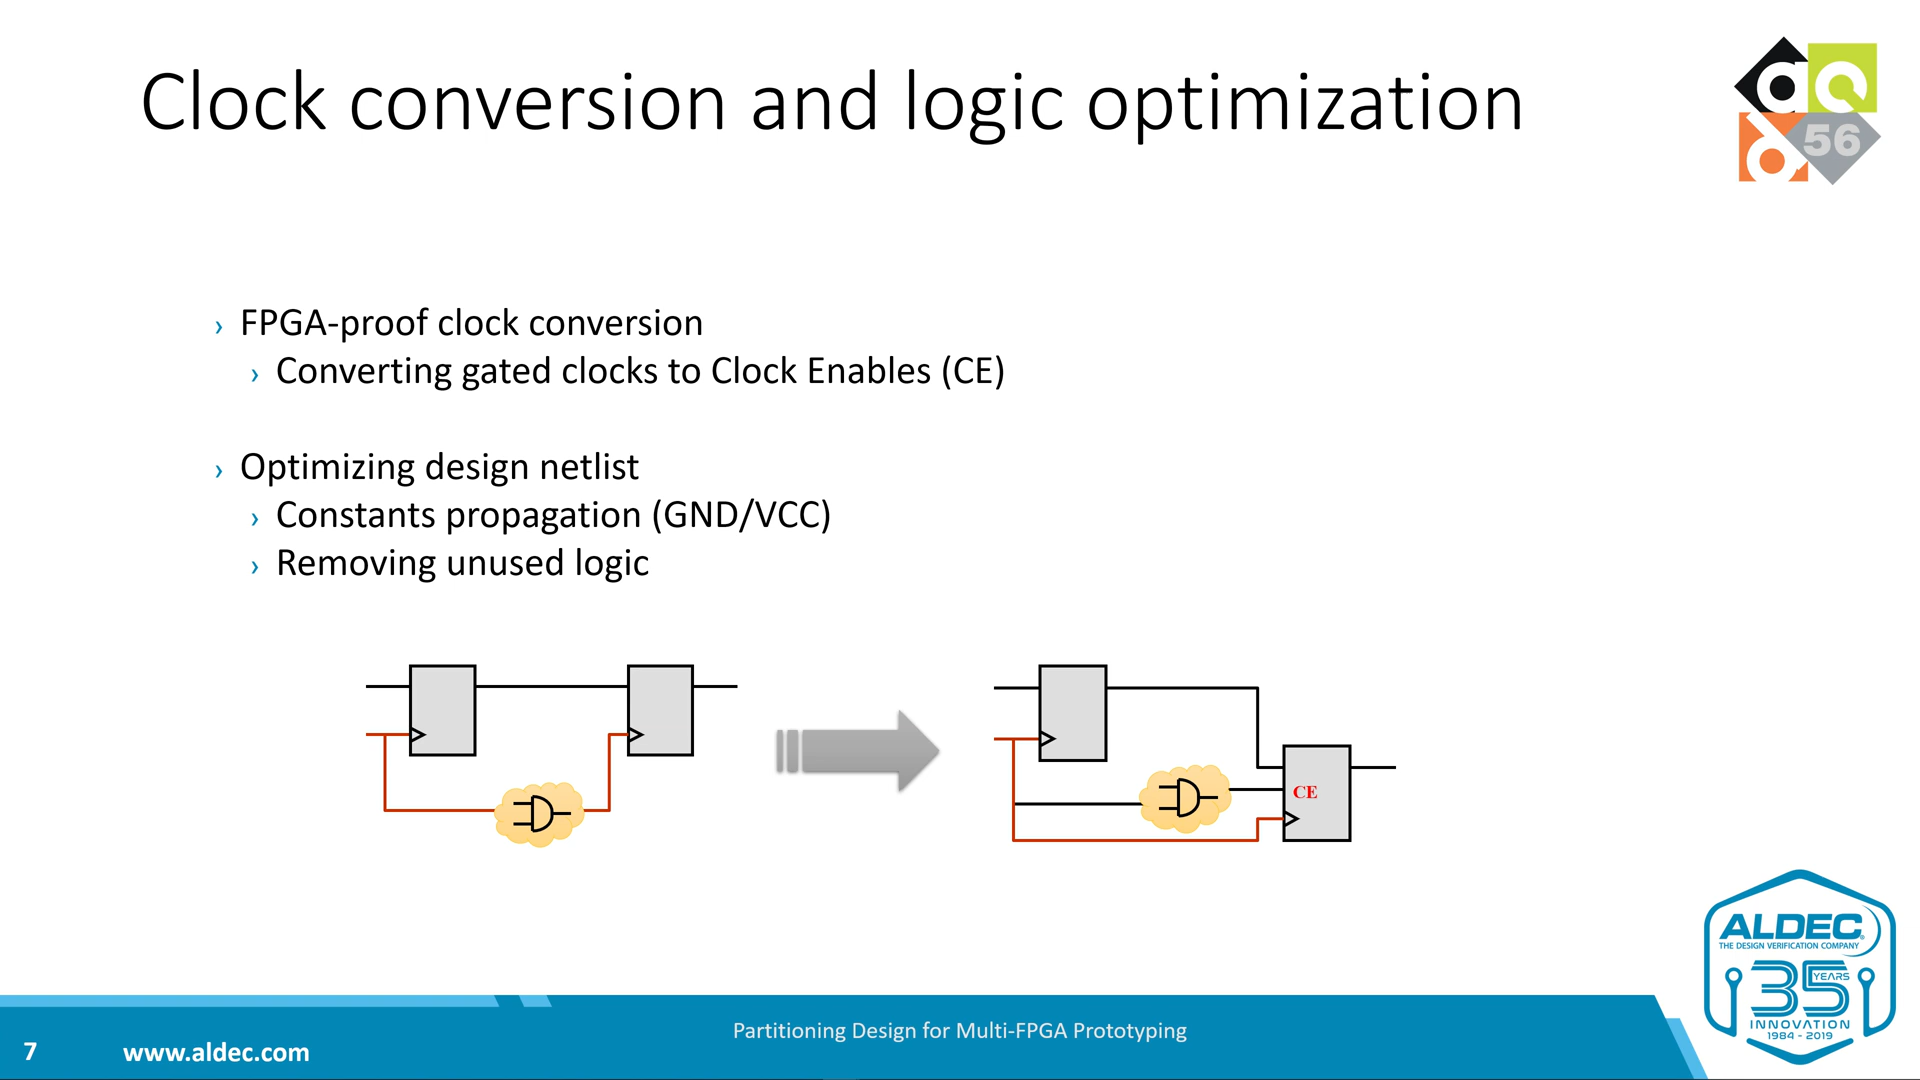 Clock conversion and logic optimization
56
› FPGA-proof clock conversion
› Converting gated clocks to Clock Enables (CE)
› Optimizing design netlist
› Constants propagation (GND/VCC)
› Removing unused logic
CE
ALDEC®
THE DESIGN VERIFICATION COMPANY
35 YEARS
INNOVATION
1984 - 2019
Partitioning Design for Multi-FPGA Prototyping
7
www.aldec.com